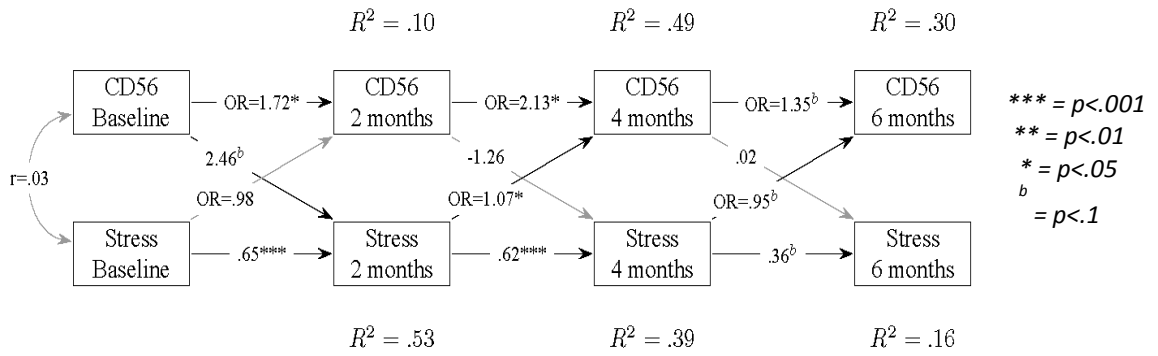 R² = .10 R² = .49 R² = .30
CD56 CD56 CD56 CD56
Baseline OR=1.72* 2 months OR=2.13* 4 months OR=1.35ᵇ 6 months
*** = p<.001
** = p<.01
* = p<.05
b
= p<.1
2.46ᵇ -1.26 .02
r=.03
OR=.98 OR=1.07* OR=.95ᵇ
Stress Stress Stress Stress
Baseline .65*** 2 months .62*** 4 months .36ᵇ 6 months
R² = .53 R² = .39 R² = .16